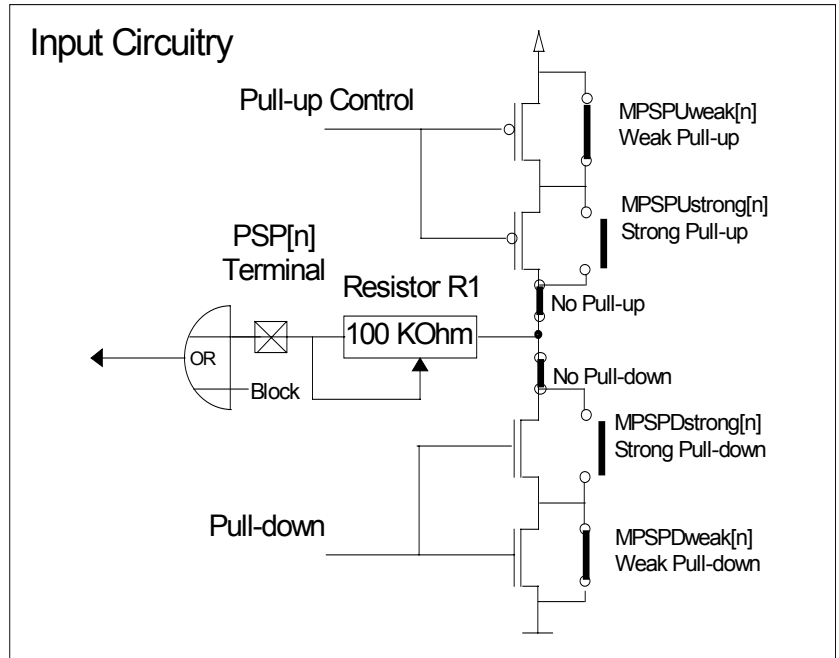 Input Circuitry
Pull-up Control
MPSPUweak[n]
Weak Pull-up
MPSPUstrong[n]
Strong Pull-up
PSP[n]
Terminal
Resistor R1
No Pull-up
100 KOhm
OR
Block
No Pull-down
MPSPDstrong[n]
Strong Pull-down
Pull-down
MPSPDweak[n]
Weak Pull-down